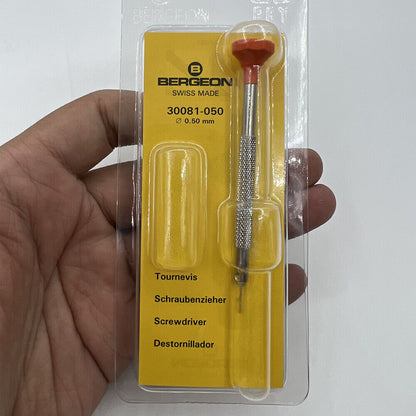 B
BERGEON
SWISS MADE
30081-050
Ø 0.50 mm
Tournevis
Schraubenzieher
Screwdriver
Destornillador